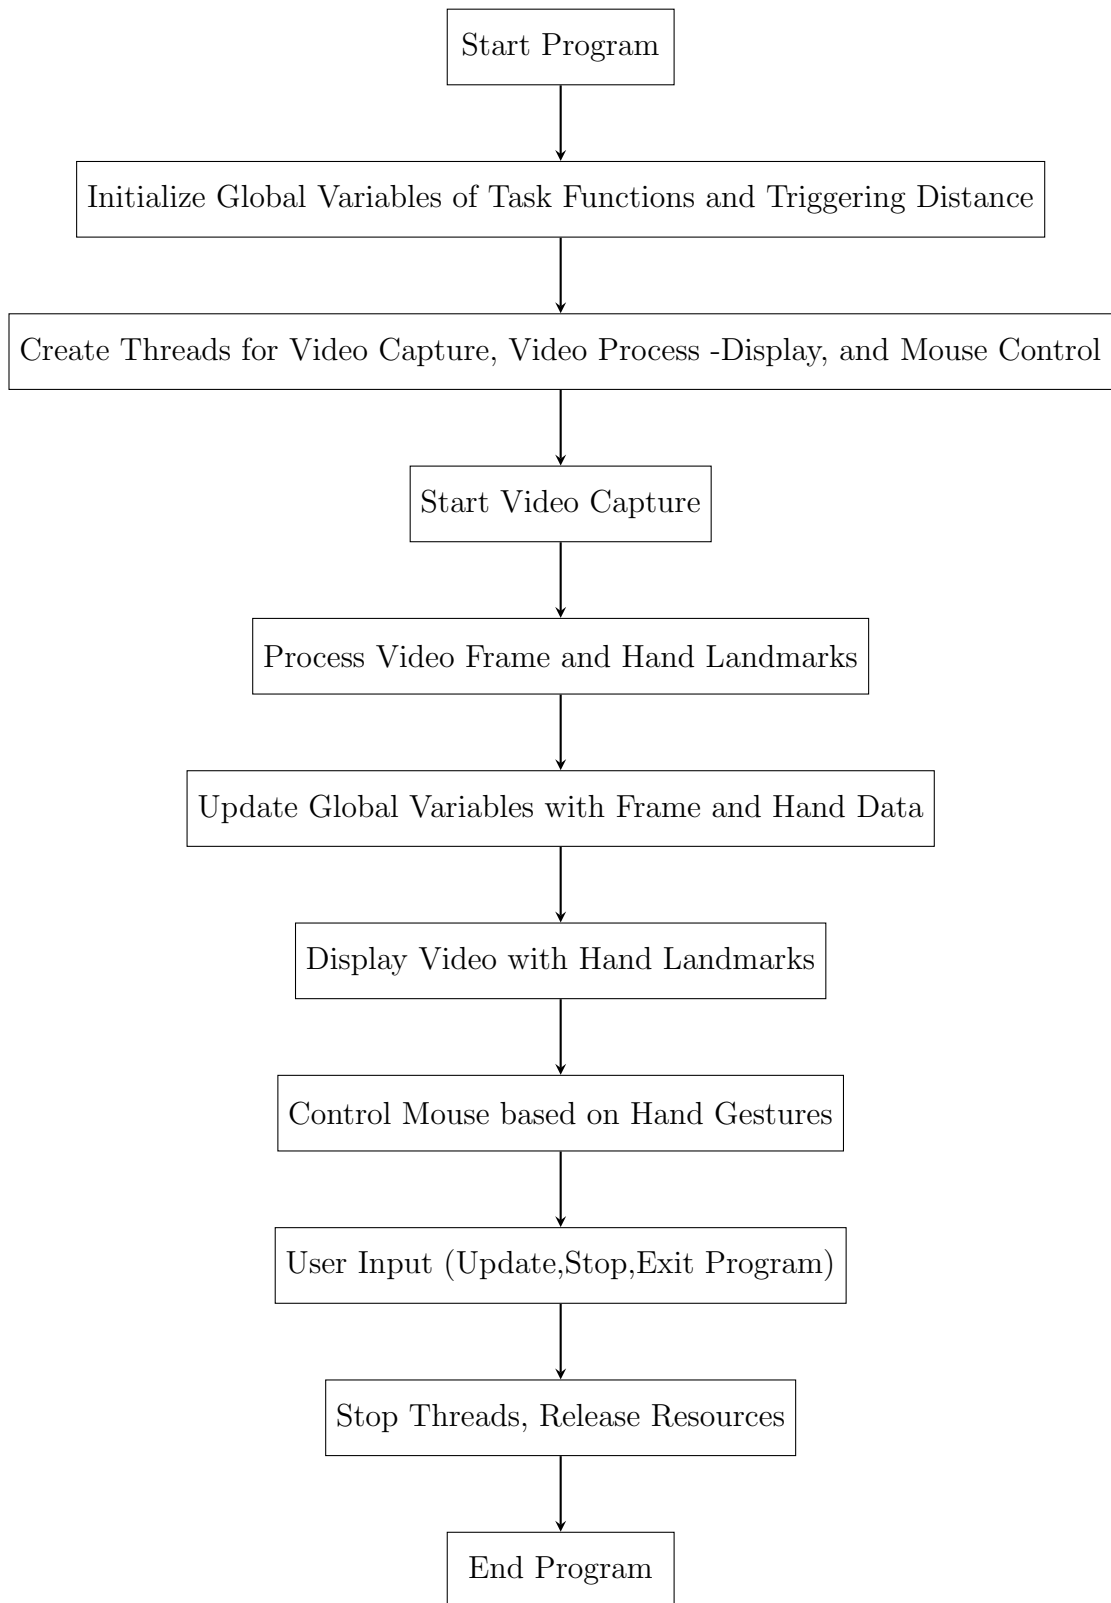 Start Program
Initialize Global Variables of Task Functions and Triggering Distance
Create Threads for Video Capture, Video Process -Display, and Mouse Control
Start Video Capture
Process Video Frame and Hand Landmarks
Update Global Variables with Frame and Hand Data
Display Video with Hand Landmarks
Control Mouse based on Hand Gestures
User Input (Update,Stop,Exit Program)
Stop Threads, Release Resources
End Program